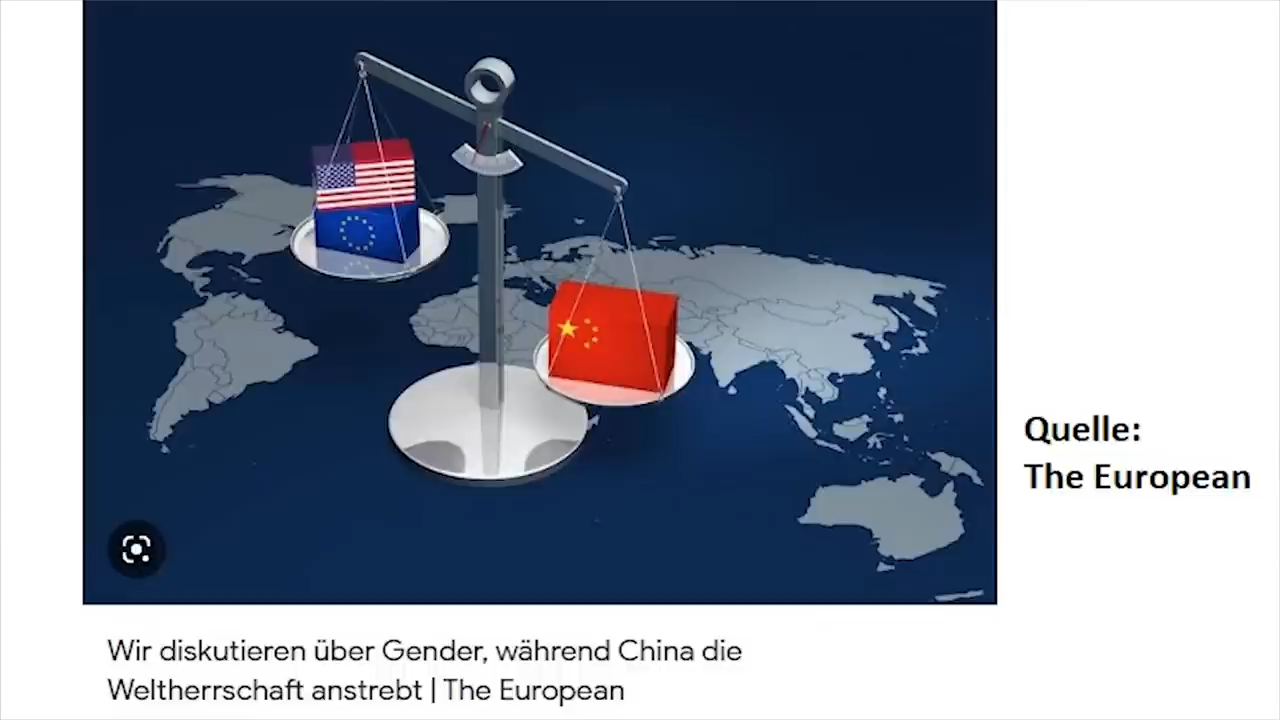 Quelle:
The European
Wir diskutieren über Gender, während China die
Weltherrschaft anstrebt | The European